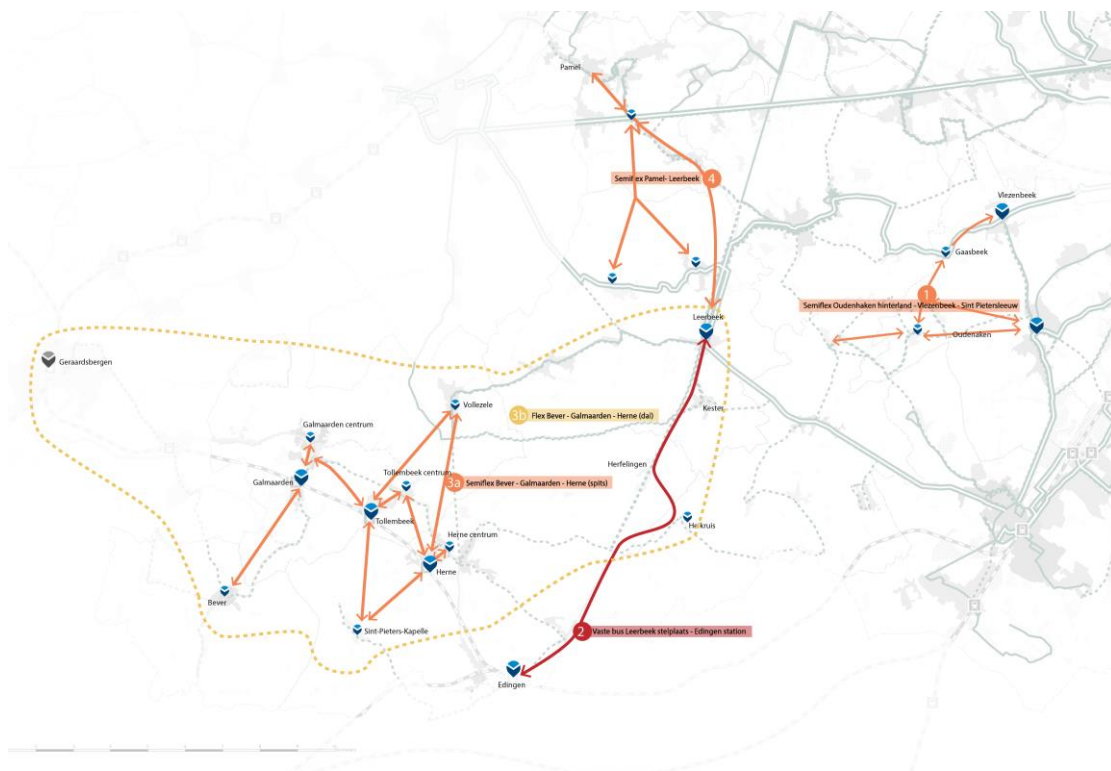 Pamel
Semiflex Pamel- Leerbeek
4
Vlezenbeek
Gaasbeek
1
Semiflex Oudenhaken hinterland - Vlezenbeek - Sint Pietersleeuw
Oudenaken
Leerbeek
Geraardsbergen
Vollezele
3b
Flex Bever - Galmaarden - Herne (dal)
Kester
Galmaarden centrum
Herfelingen
Tollembeek centrum
Galmaarden
3a
Semiflex Bever - Galmaarden - Herne (spits)
Tollembeek
Heikruis
Herne centrum
Herne
Bever
Sint-Pieters-Kapelle
2
Vaste bus Leerbeek stelplaats - Edingen station
Edingen